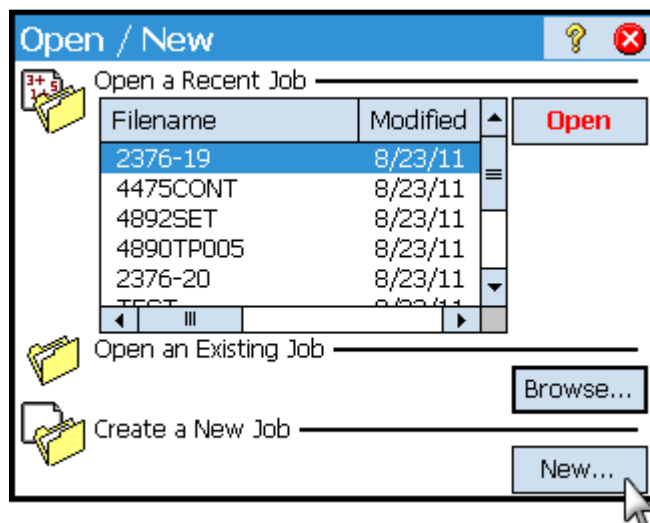 Open / New
Open a Recent Job
Filename Modified
Open
2376-19 8/23/11
4475CONT 8/23/11
4892SET 8/23/11
4890TP005 8/23/11
2376-20 8/23/11
Open an Existing Job
Browse...
Create a New Job
New...